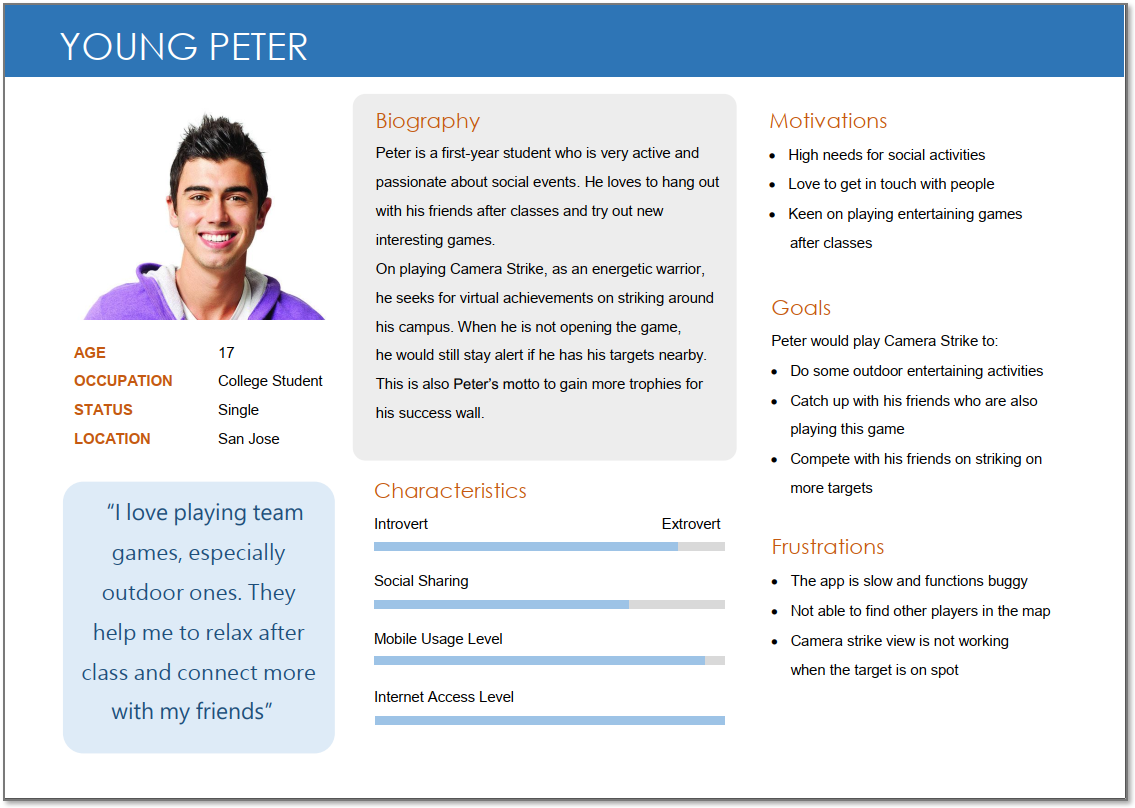 YOUNG PETER
AGE 17
OCCUPATION College Student
STATUS Single
LOCATION San Jose
“I love playing team
games, especially
outdoor ones. They
help me to relax after
class and connect more
with my friends”
Biography
Peter is a first-year student who is very active and
passionate about social events. He loves to hang out
with his friends after classes and try out new
interesting games.
On playing Camera Strike, as an energetic warrior,
he seeks for virtual achievements on striking around
his campus. When he is not opening the game,
he would still stay alert if he has his targets nearby.
This is also Peter’s motto to gain more trophies for
his success wall.
Characteristics
Introvert Extrovert
Social Sharing
Mobile Usage Level
Internet Access Level
Motivations
• High needs for social activities
• Love to get in touch with people
• Keen on playing entertaining games
after classes
Goals
Peter would play Camera Strike to:
• Do some outdoor entertaining activities
• Catch up with his friends who are also
playing this game
• Compete with his friends on striking on
more targets
Frustrations
• The app is slow and functions buggy
• Not able to find other players in the map
• Camera strike view is not working
when the target is on spot